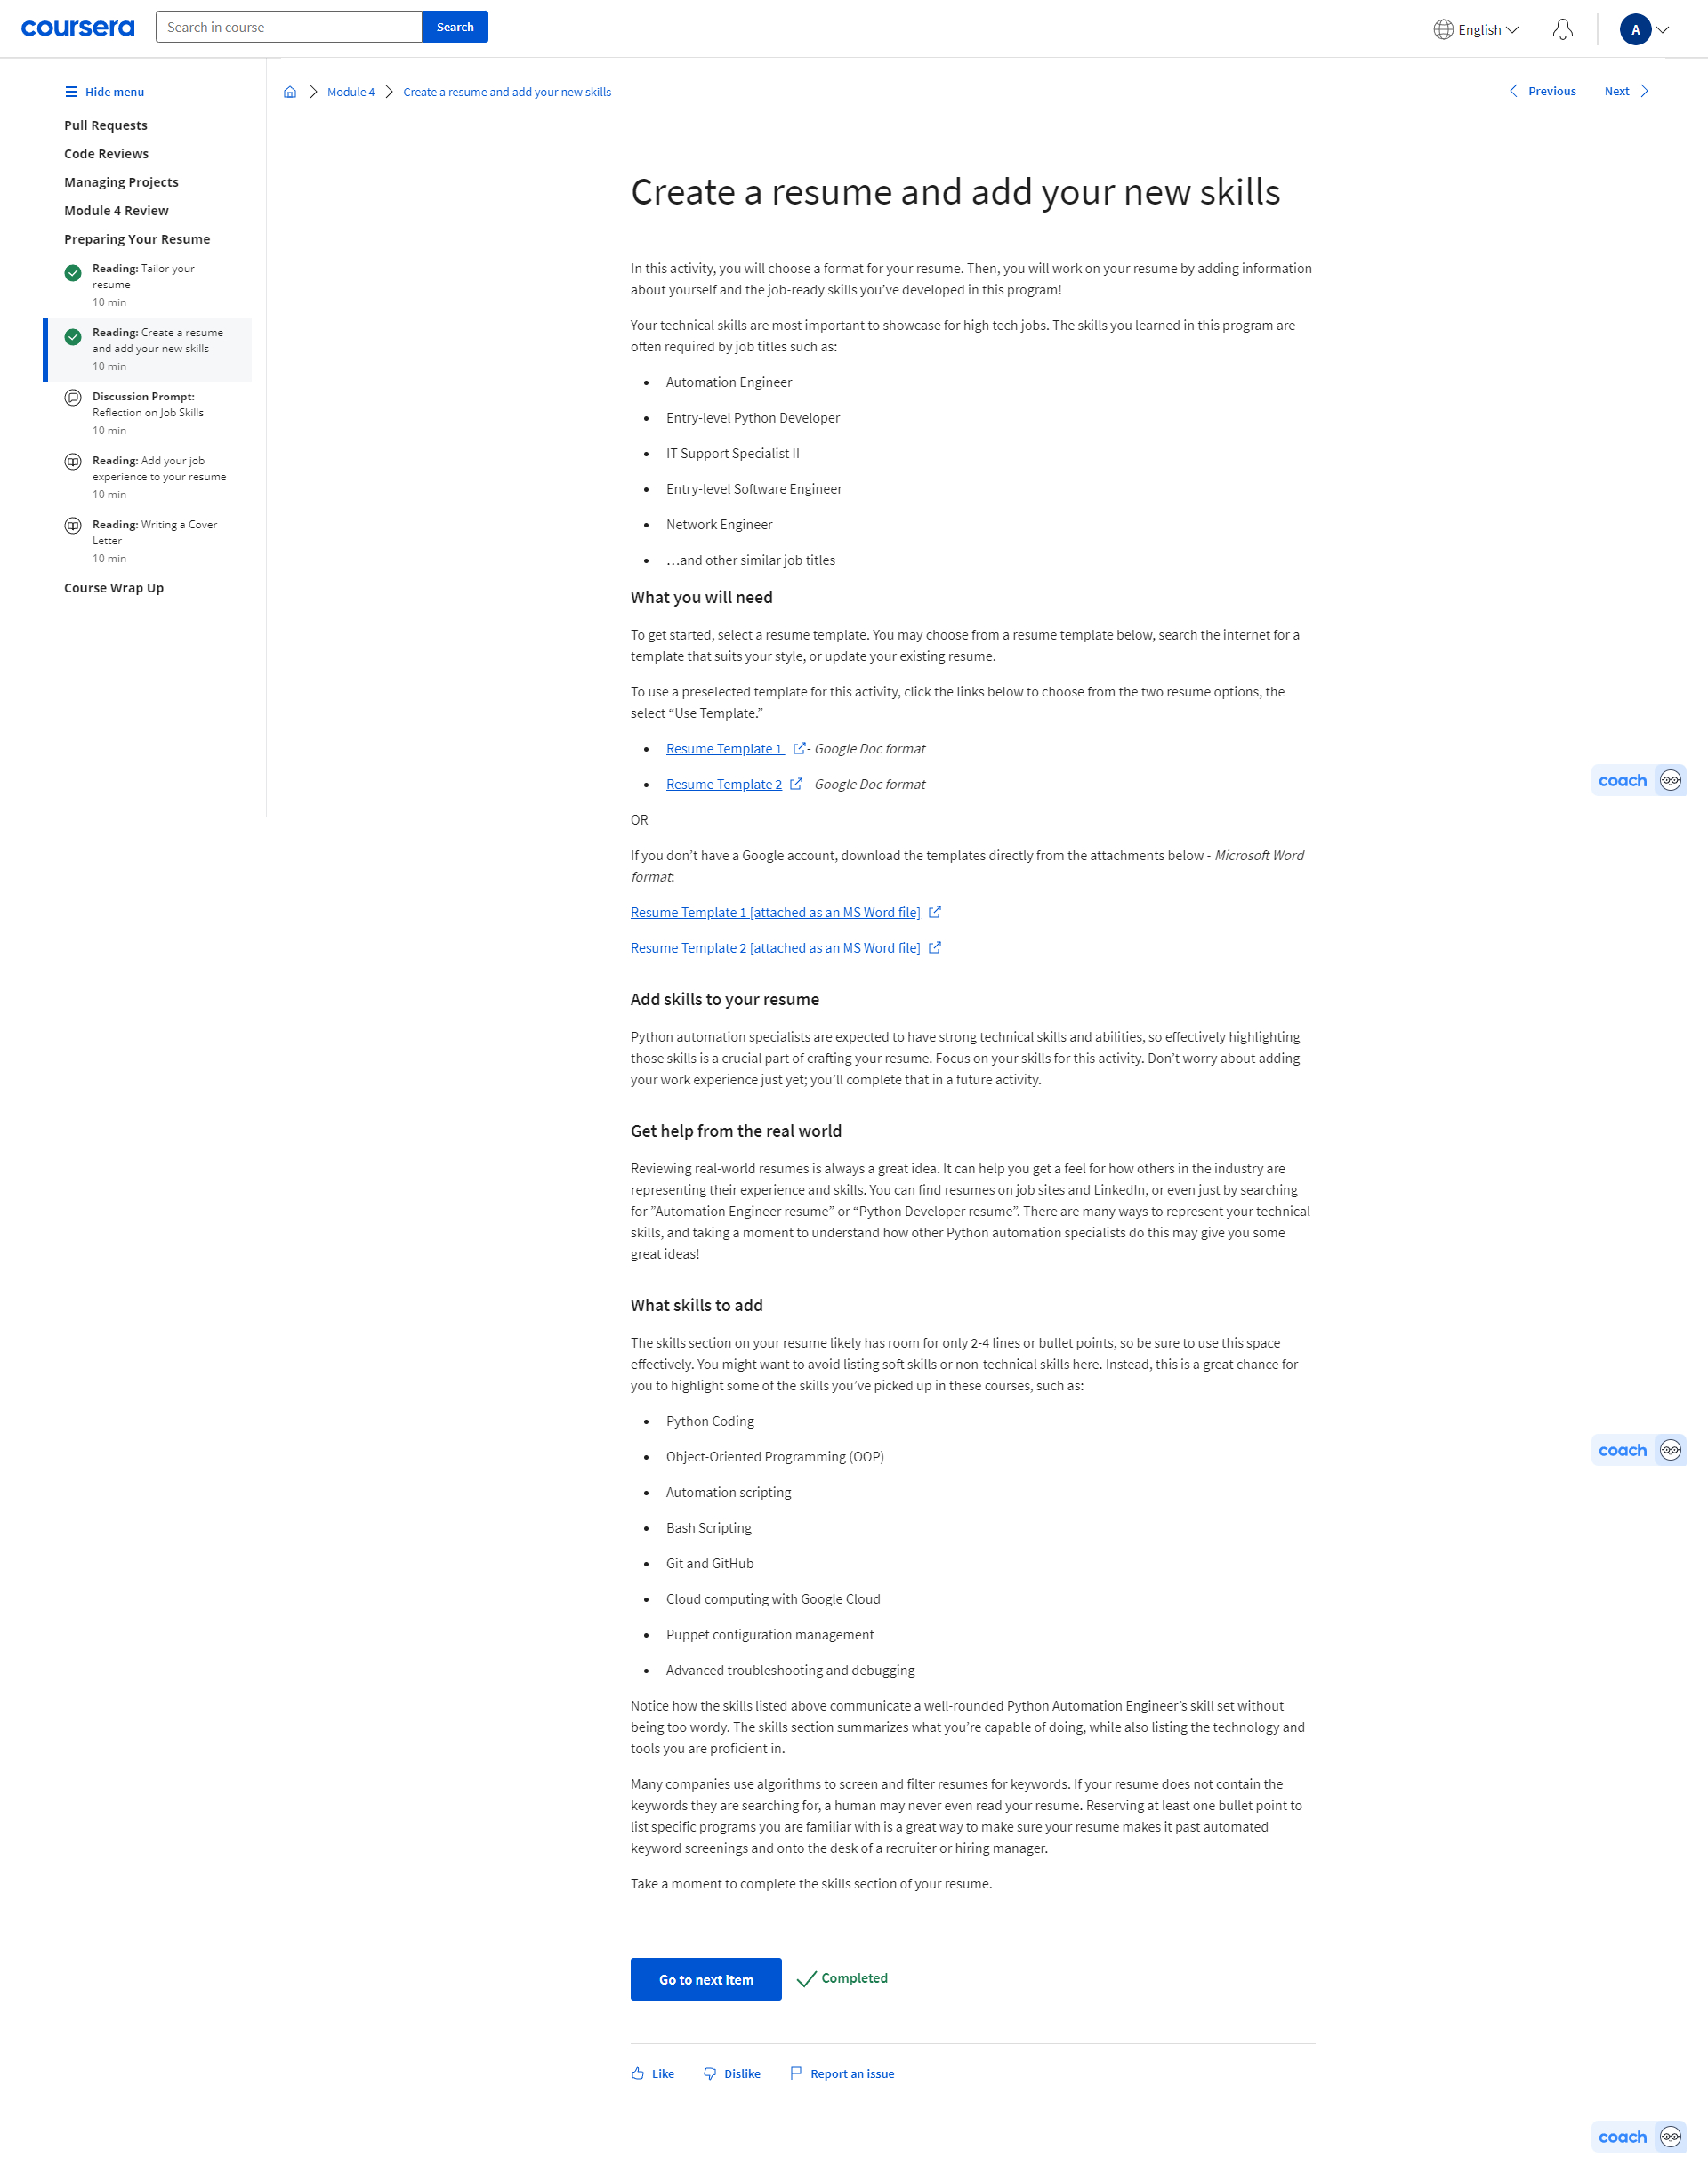 coursera
Search in course
Search
English
A
Hide menu
Pull Requests
Code Reviews
Managing Projects
Module 4 Review
Preparing Your Resume
Reading: Tailor your
resume
10 min
Reading: Create a resume
and add your new skills
10 min
Discussion Prompt:
Reflection on Job Skills
10 min
Reading: Add your job
experience to your resume
10 min
Reading: Writing a Cover
Letter
10 min
Course Wrap Up
Module 4
Create a resume and add your new skills
Previous
Next
Create a resume and add your new skills
In this activity, you will choose a format for your resume. Then, you will work on your resume by adding information
about yourself and the job-ready skills you’ve developed in this program!
Your technical skills are most important to showcase for high tech jobs. The skills you learned in this program are
often required by job titles such as:
• Automation Engineer
• Entry-level Python Developer
• IT Support Specialist II
• Entry-level Software Engineer
• Network Engineer
• …and other similar job titles
What you will need
To get started, select a resume template. You may choose from a resume template below, search the internet for a
template that suits your style, or update your existing resume.
To use a preselected template for this activity, click the links below to choose from the two resume options, the
select “Use Template.”
• Resume Template 1 - Google Doc format
• Resume Template 2 - Google Doc format
OR
If you don’t have a Google account, download the templates directly from the attachments below - Microsoft Word
format:
Resume Template 1 [attached as an MS Word file]
Resume Template 2 [attached as an MS Word file]
Add skills to your resume
Python automation specialists are expected to have strong technical skills and abilities, so effectively highlighting
those skills is a crucial part of crafting your resume. Focus on your skills for this activity. Don’t worry about adding
your work experience just yet; you’ll complete that in a future activity.
Get help from the real world
Reviewing real-world resumes is always a great idea. It can help you get a feel for how others in the industry are
representing their experience and skills. You can find resumes on job sites and LinkedIn, or even just by searching
for ”Automation Engineer resume” or “Python Developer resume”. There are many ways to represent your technical
skills, and taking a moment to understand how other Python automation specialists do this may give you some
great ideas!
What skills to add
The skills section on your resume likely has room for only 2-4 lines or bullet points, so be sure to use this space
effectively. You might want to avoid listing soft skills or non-technical skills here. Instead, this is a great chance for
you to highlight some of the skills you’ve picked up in these courses, such as:
• Python Coding
• Object-Oriented Programming (OOP)
• Automation scripting
• Bash Scripting
• Git and GitHub
• Cloud computing with Google Cloud
• Puppet configuration management
• Advanced troubleshooting and debugging
Notice how the skills listed above communicate a well-rounded Python Automation Engineer’s skill set without
being too wordy. The skills section summarizes what you’re capable of doing, while also listing the technology and
tools you are proficient in.
Many companies use algorithms to screen and filter resumes for keywords. If your resume does not contain the
keywords they are searching for, a human may never even read your resume. Reserving at least one bullet point to
list specific programs you are familiar with is a great way to make sure your resume makes it past automated
keyword screenings and onto the desk of a recruiter or hiring manager.
Take a moment to complete the skills section of your resume.
Go to next item
Completed
Like
Dislike
Report an issue
coach
coach
coach